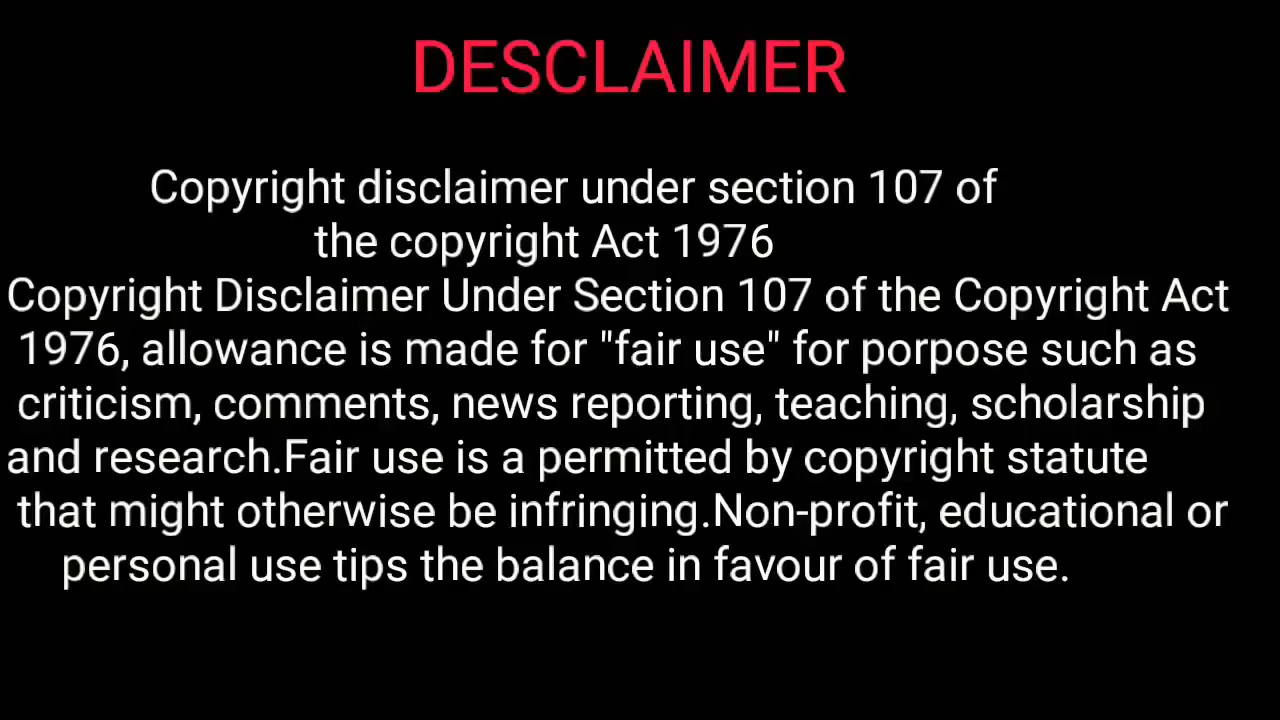 DESCLAIMER
Copyright disclaimer under section 107 of
the copyright Act 1976
Copyright Disclaimer Under Section 107 of the Copyright Act
1976, allowance is made for "fair use" for porpose such as
criticism, comments, news reporting, teaching, scholarship
and research.Fair use is a permitted by copyright statute
that might otherwise be infringing.Non-profit, educational or
personal use tips the balance in favour of fair use.